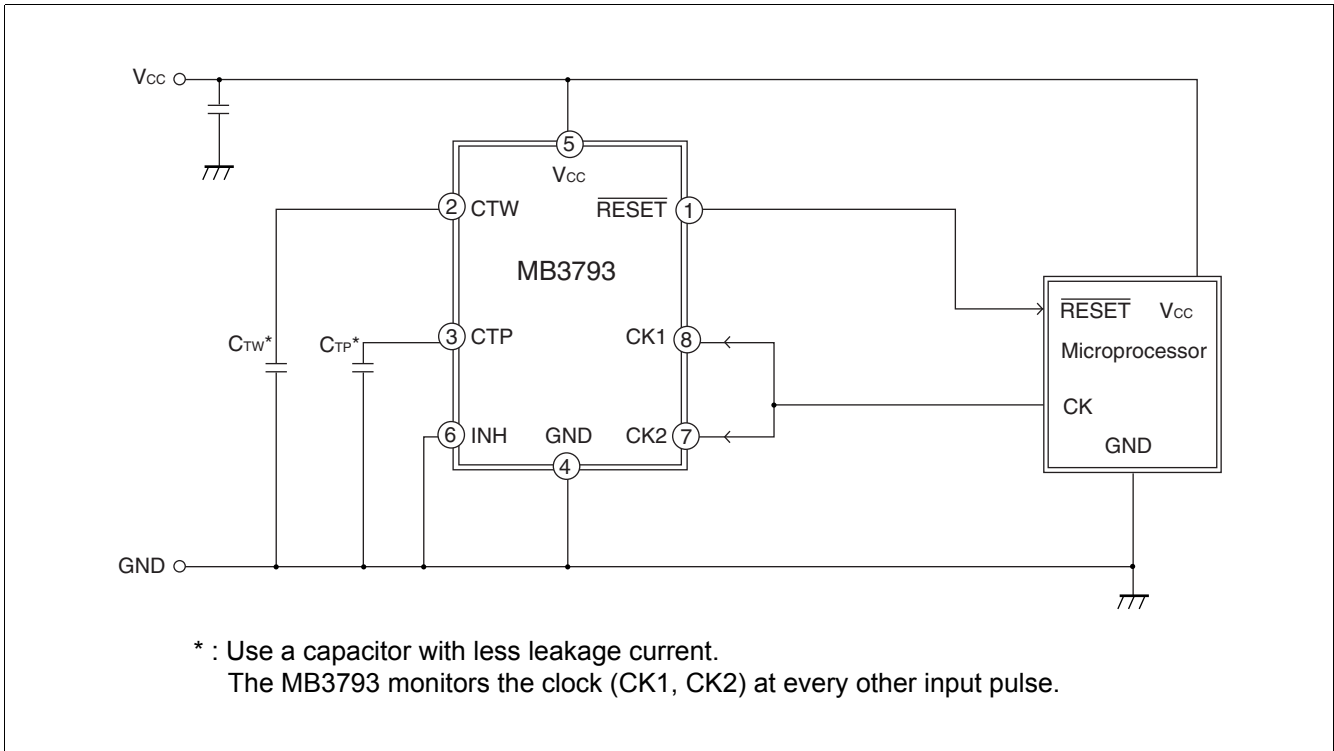 Vcc
5
Vcc
2 CTW
RESET 1
MB3793
RESET Vcc
Microprocessor
CTW*
CTP*
3 CTP
CK1 8
CK
6 INH
GND
CK2 7
GND
4
GND
* : Use a capacitor with less leakage current.
The MB3793 monitors the clock (CK1, CK2) at every other input pulse.